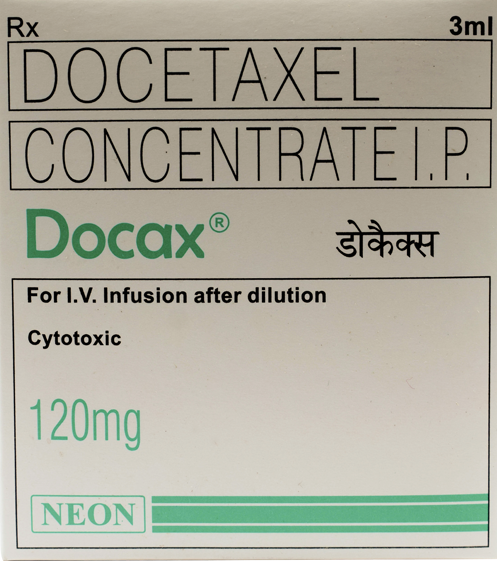 Rx 3ml
DOCETAXEL
CONCENTRATE I.P.
Docax® डोकैक्स
For I.V. Infusion after dilution
Cytotoxic
120mg
NEON